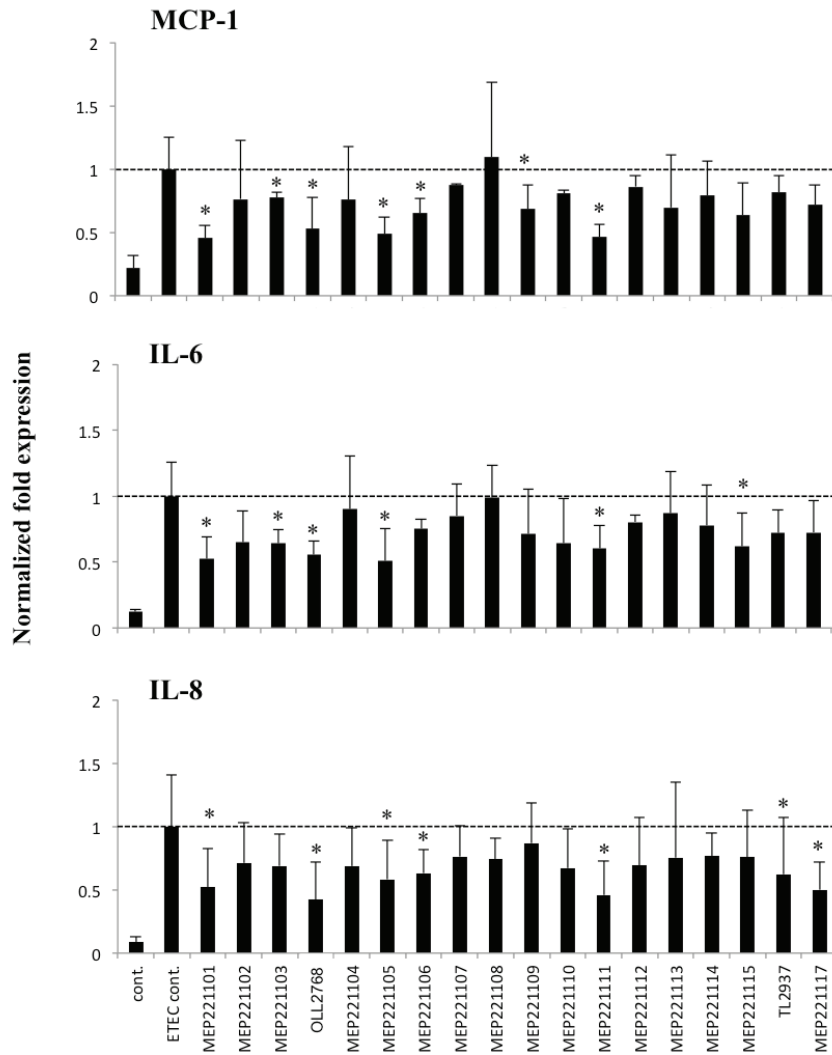 MCP-1
2
1.5
1
0.5
0
* * * * * * *
IL-6
2
1.5
1
0.5
0
* * * * * *
IL-8
2
1.5
1
0.5
0
* * * * * * *
Normalized fold expression
cont.
ETEC cont.
MEP221101
MEP221102
MEP221103
OLL2768
MEP221104
MEP221105
MEP221106
MEP221107
MEP221108
MEP221109
MEP221110
MEP221111
MEP221112
MEP221113
MEP221114
MEP221115
TL2937
MEP221117